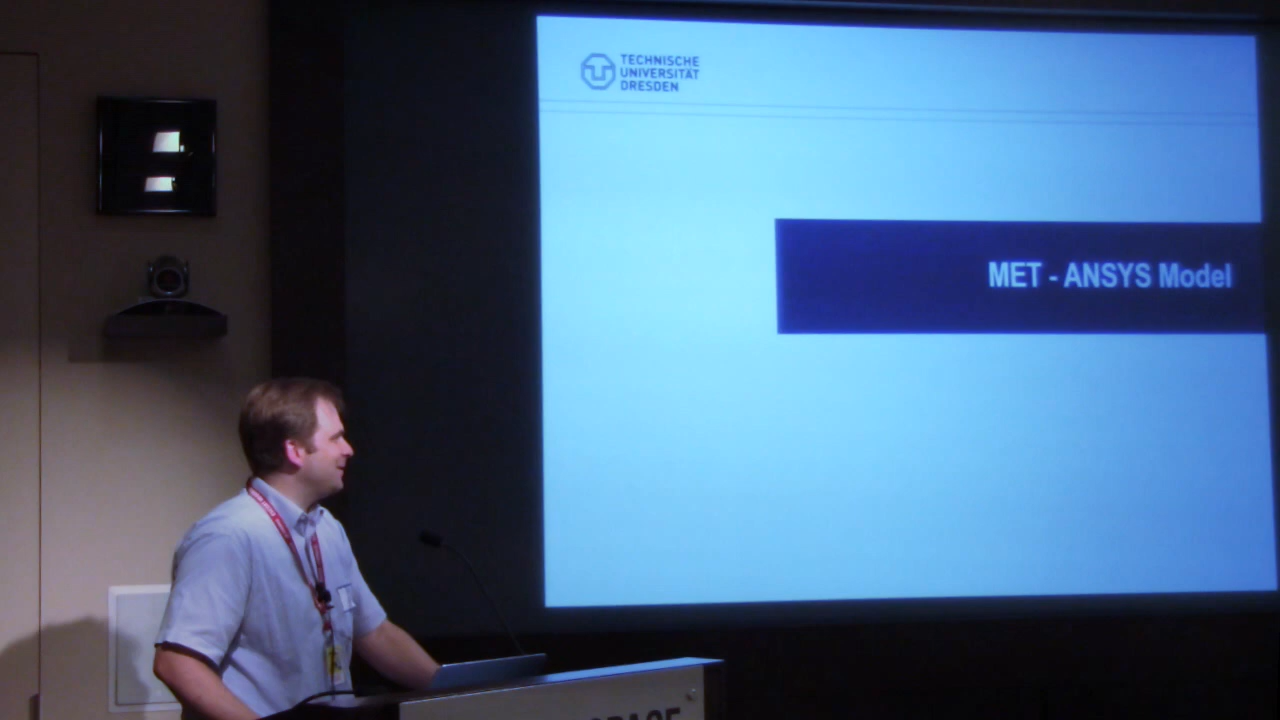 TECHNISCHE
UNIVERSITÄT
DRESDEN
MET - ANSYS Model